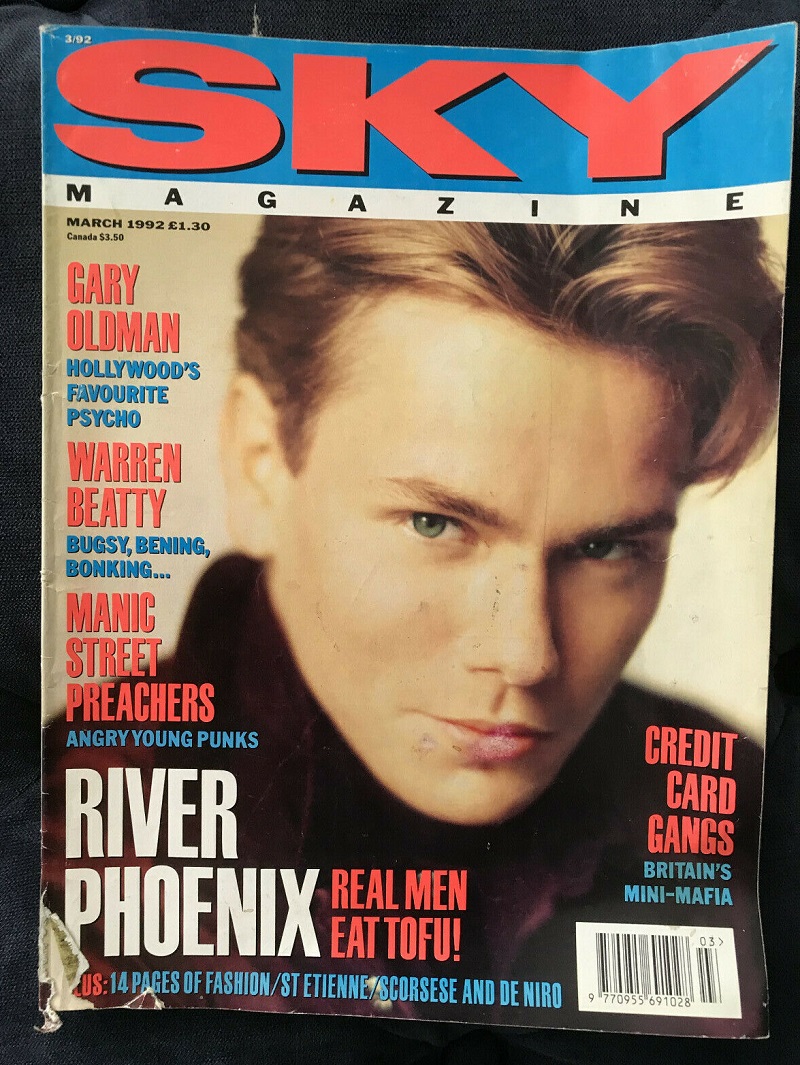 3/92
SKY
MAGAZINE
MARCH 1992 £1.30
Canada $3.50
GARY
OLDMAN
HOLLYWOOD'S
FAVOURITE
PSYCHO
WARREN
BEATTY
BUGSY, BENING,
BONKING...
MANIC
STREET
PREACHERS
ANGRY YOUNG PUNKS
RIVER
PHOENIX
REAL MEN
EAT TOFU!
CREDIT
CARD
GANGS
BRITAIN'S
MINI-MAFIA
US: 14 PAGES OF FASHION/ST ETIENNE/SCORSESE AND DE NIRO
03>
9 770955 691028